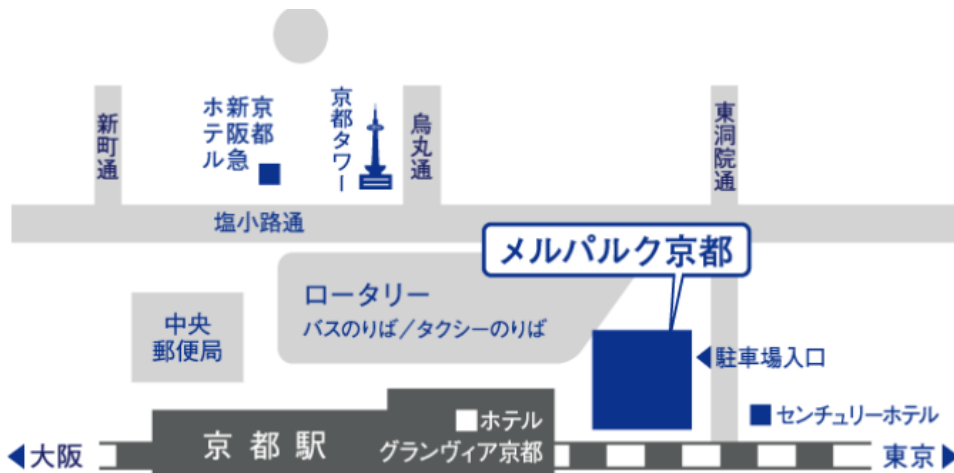 新町通
京都
新阪急
ホテル
京都タワー
烏丸通
東洞院通
塩小路通
メルパルク京都
ロータリー
バスのりば／タクシーのりば
中央
郵便局
駐車場入口
ホテル
グランヴィア京都
センチュリーホテル
京都駅
大阪
東京